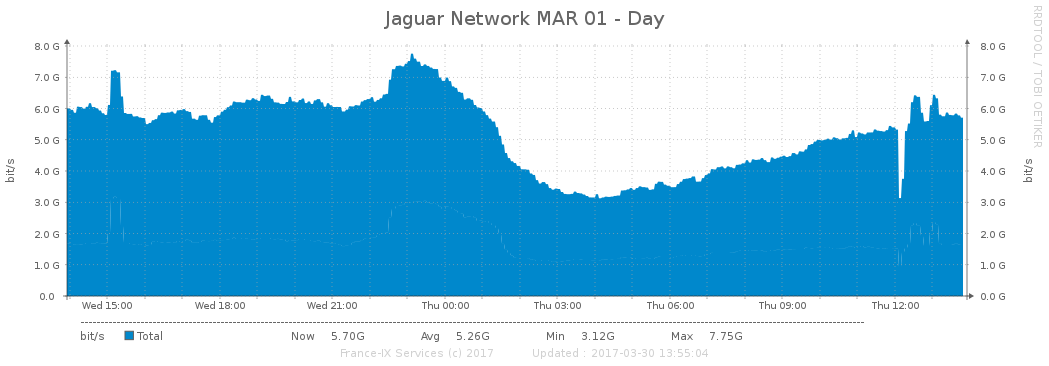 Jaguar Network MAR 01 - Day
RRDTOOL / TOBI OETIKER
8.0 G 8.0 G
7.0 G 7.0 G
6.0 G 6.0 G
5.0 G 5.0 G
4.0 G 4.0 G
3.0 G 3.0 G
2.0 G 2.0 G
1.0 G 1.0 G
0.0 0.0 G
bit/s bit/s
Wed 15:00 Wed 18:00 Wed 21:00 Thu 00:00 Thu 03:00 Thu 06:00 Thu 09:00 Thu 12:00
bit/s Total Now 5.70G Avg 5.26G Min 3.12G Max 7.75G
France-IX Services (c) 2017 Updated : 2017-03-30 13:55:04